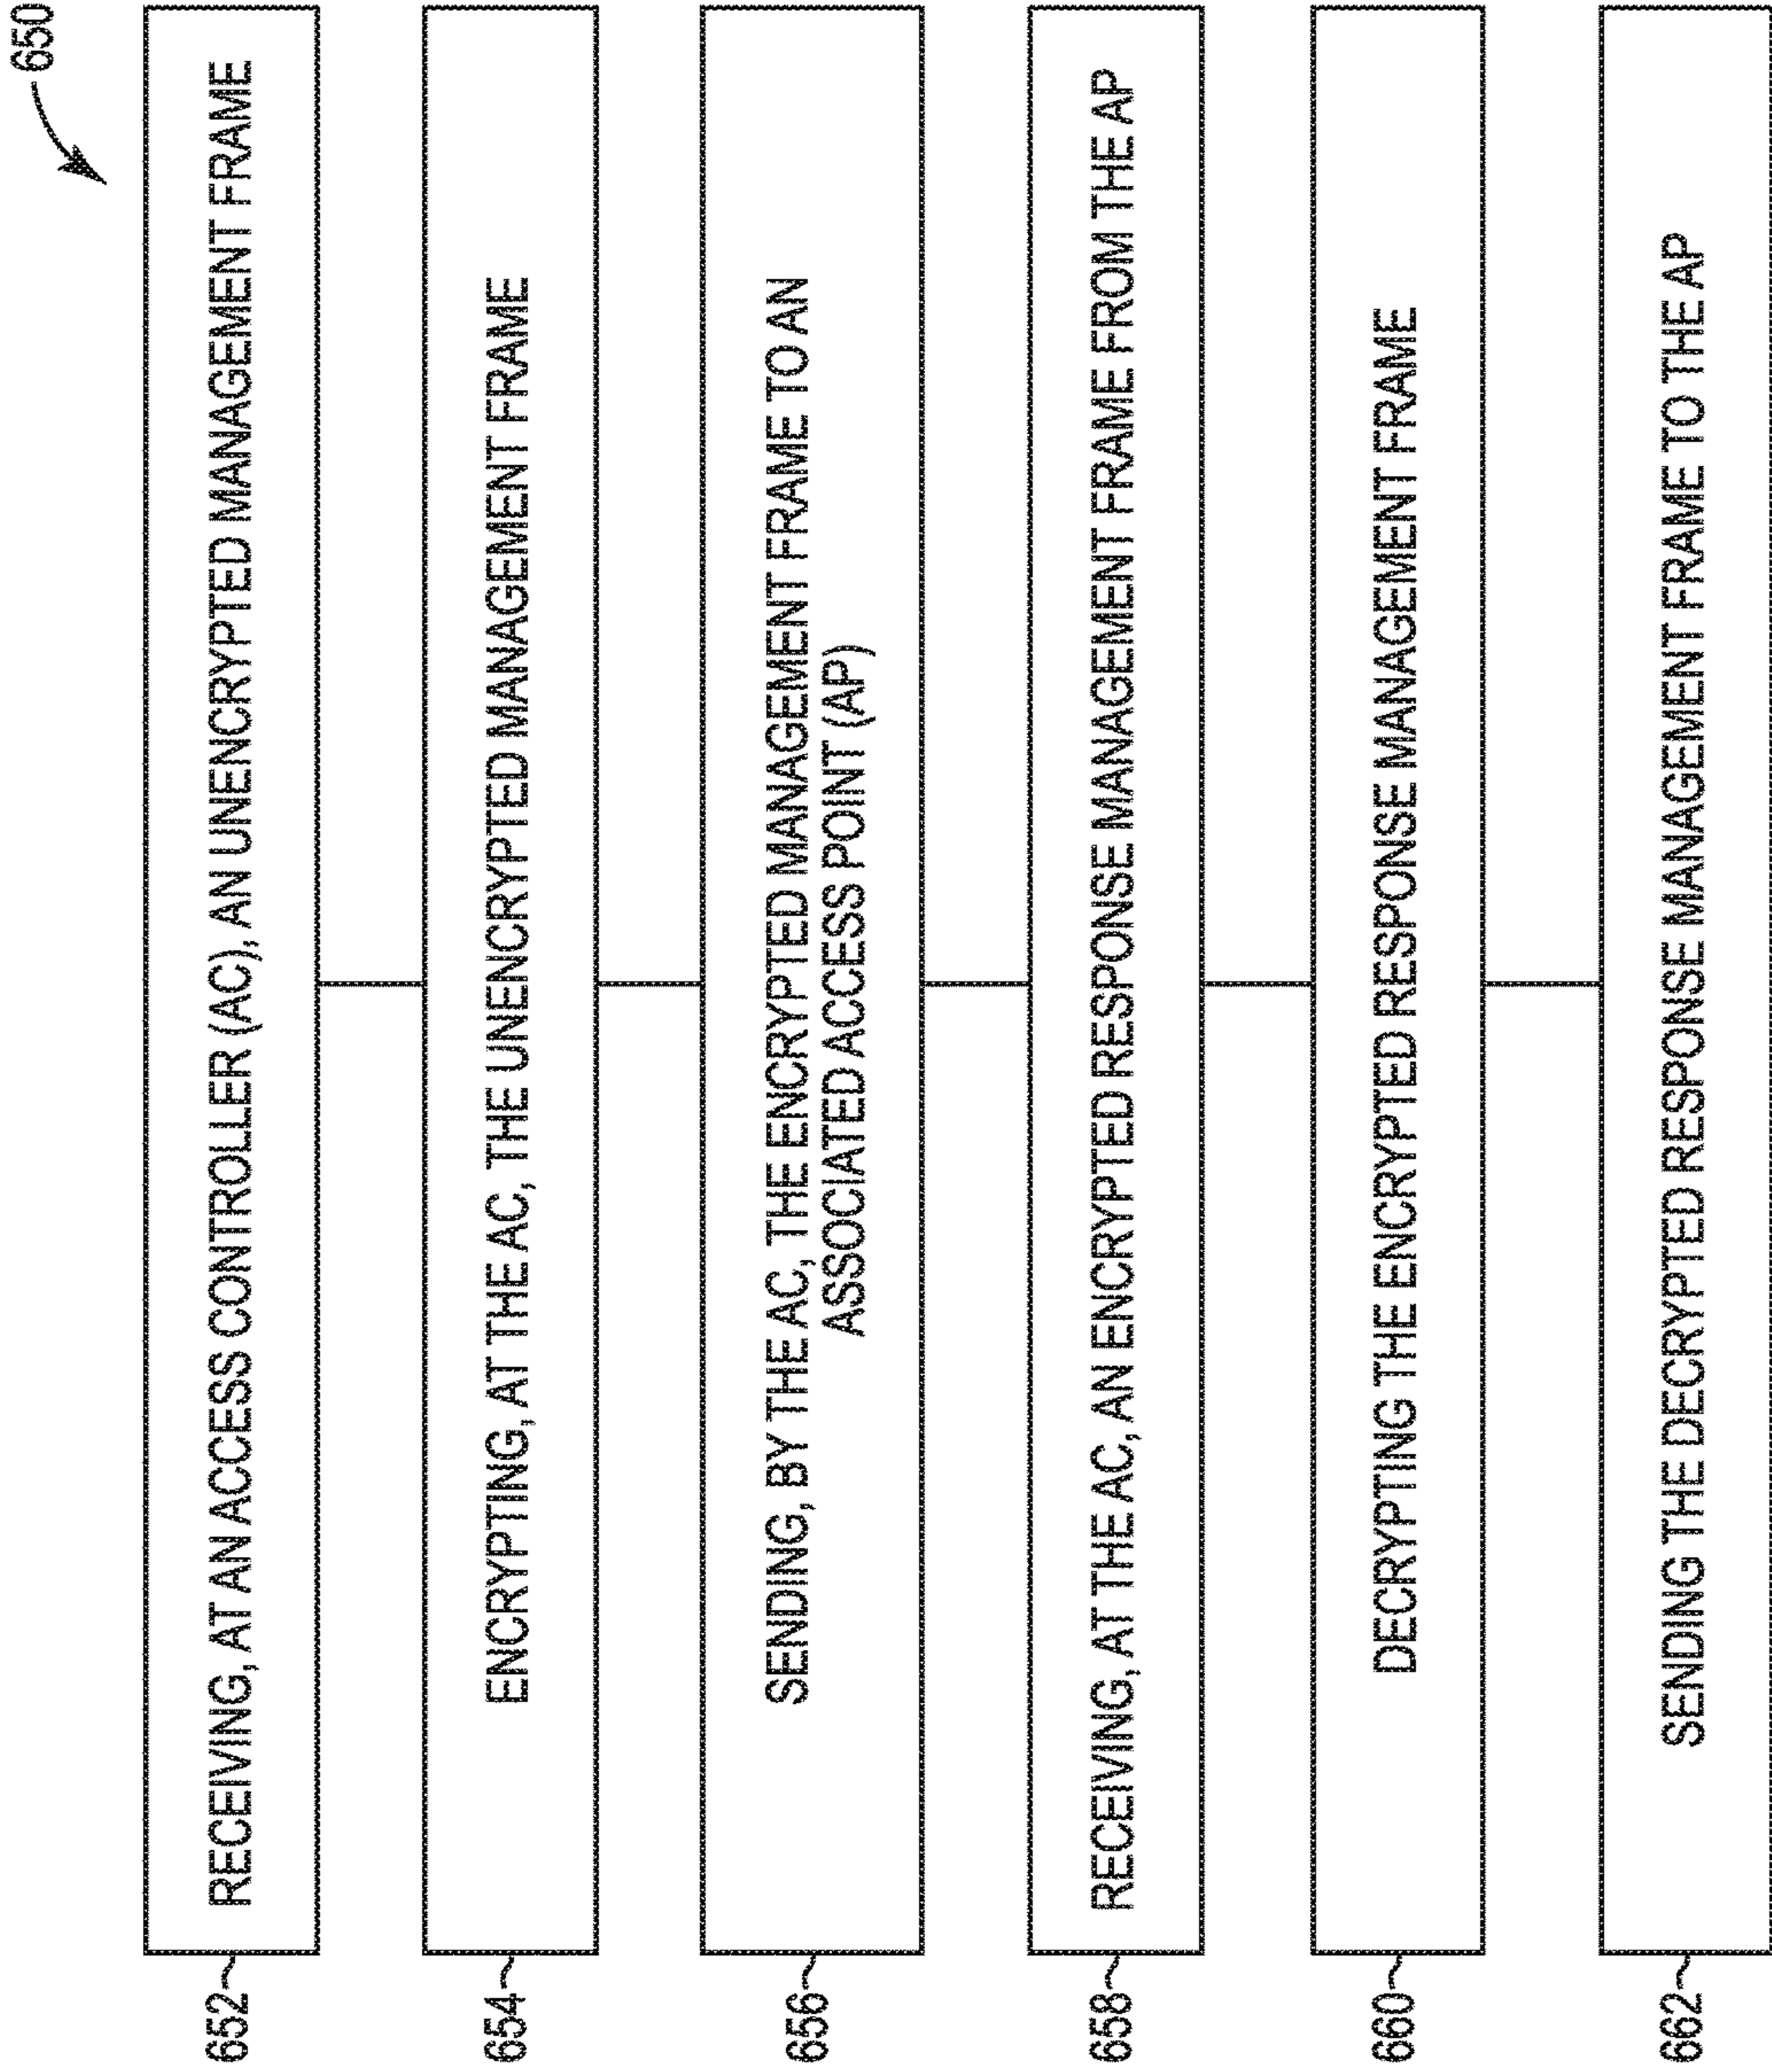 650
652
RECEIVING, AT AN ACCESS CONTROLLER (AC), AN UNENCRYPTED MANAGEMENT FRAME
654
ENCRYPTING, AT THE AC, THE UNENCRYPTED MANAGEMENT FRAME
656
SENDING, BY THE AC, THE ENCRYPTED MANAGEMENT FRAME TO AN
ASSOCIATED ACCESS POINT (AP)
658
RECEIVING, AT THE AC, AN ENCRYPTED RESPONSE MANAGEMENT FRAME FROM THE AP
660
DECRYPTING THE ENCRYPTED RESPONSE MANAGEMENT FRAME
662
SENDING THE DECRYPTED RESPONSE MANAGEMENT FRAME TO THE AP